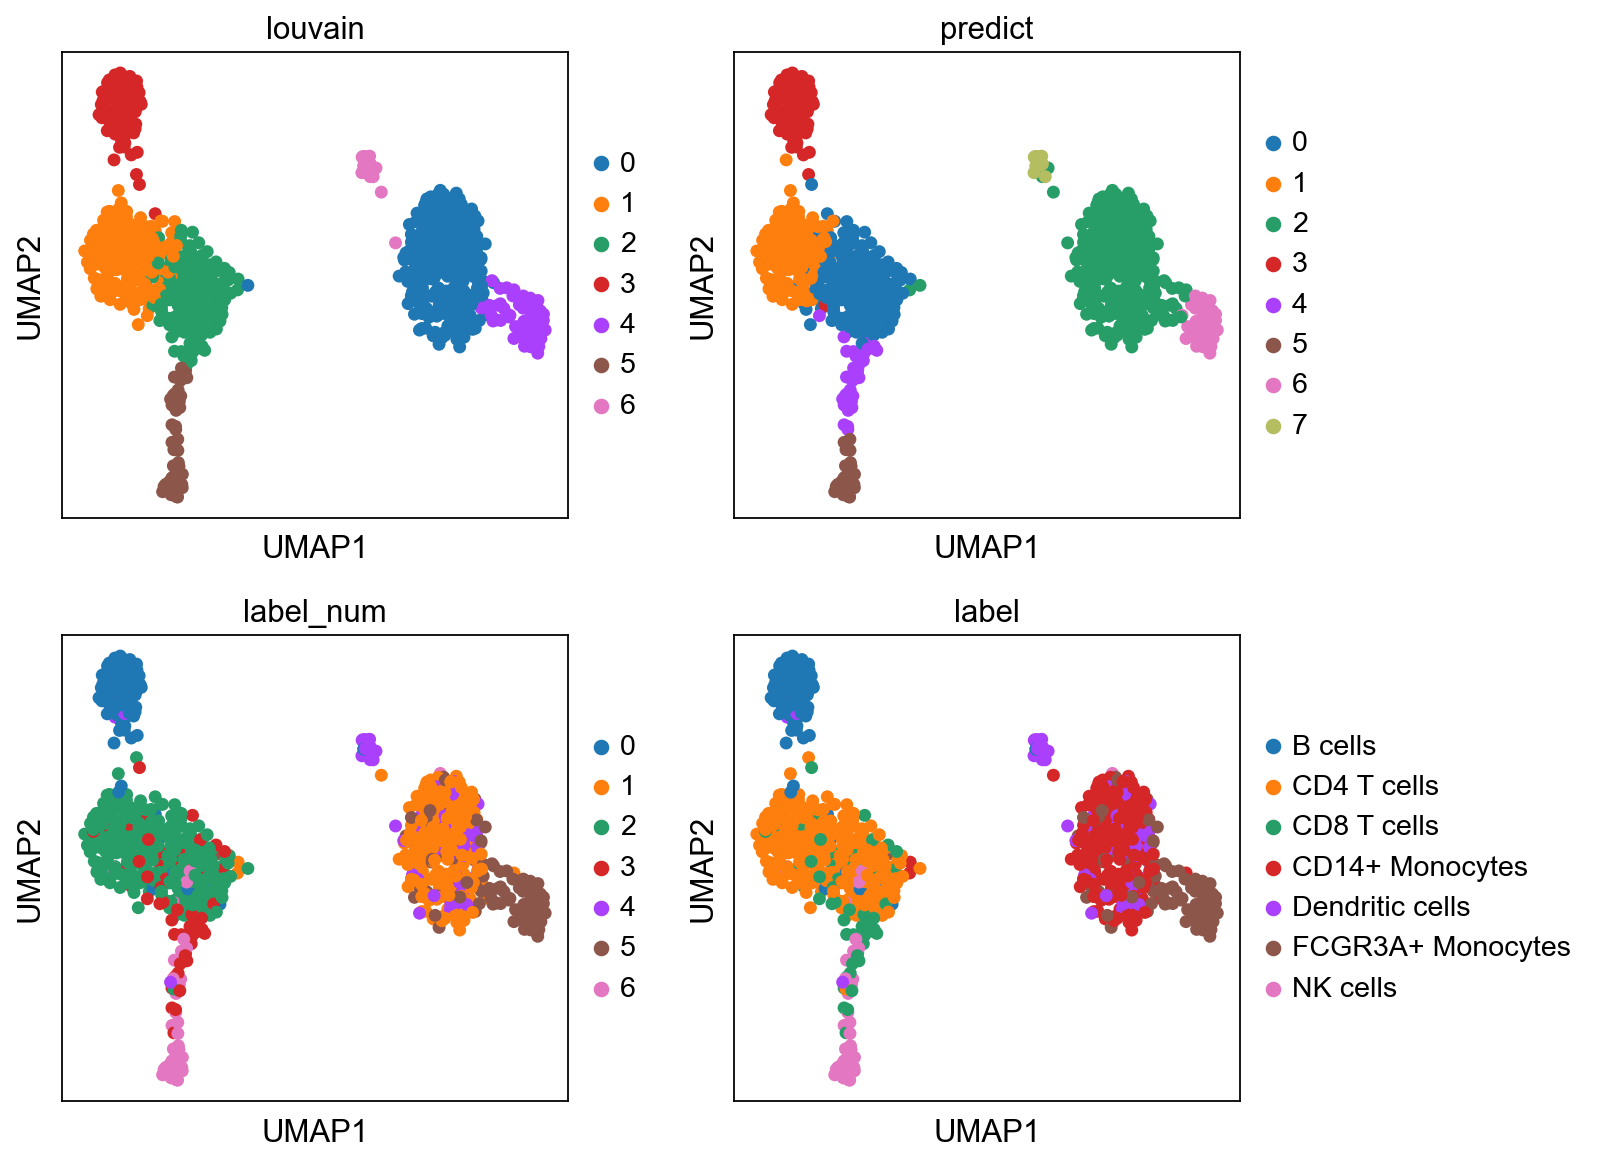 louvain
UMAP2
UMAP1
0
1
2
3
4
5
6
predict
UMAP2
UMAP1
0
1
2
3
4
5
6
7
label_num
UMAP2
UMAP1
0
1
2
3
4
5
6
label
UMAP2
UMAP1
B cells
CD4 T cells
CD8 T cells
CD14+ Monocytes
Dendritic cells
FCGR3A+ Monocytes
NK cells